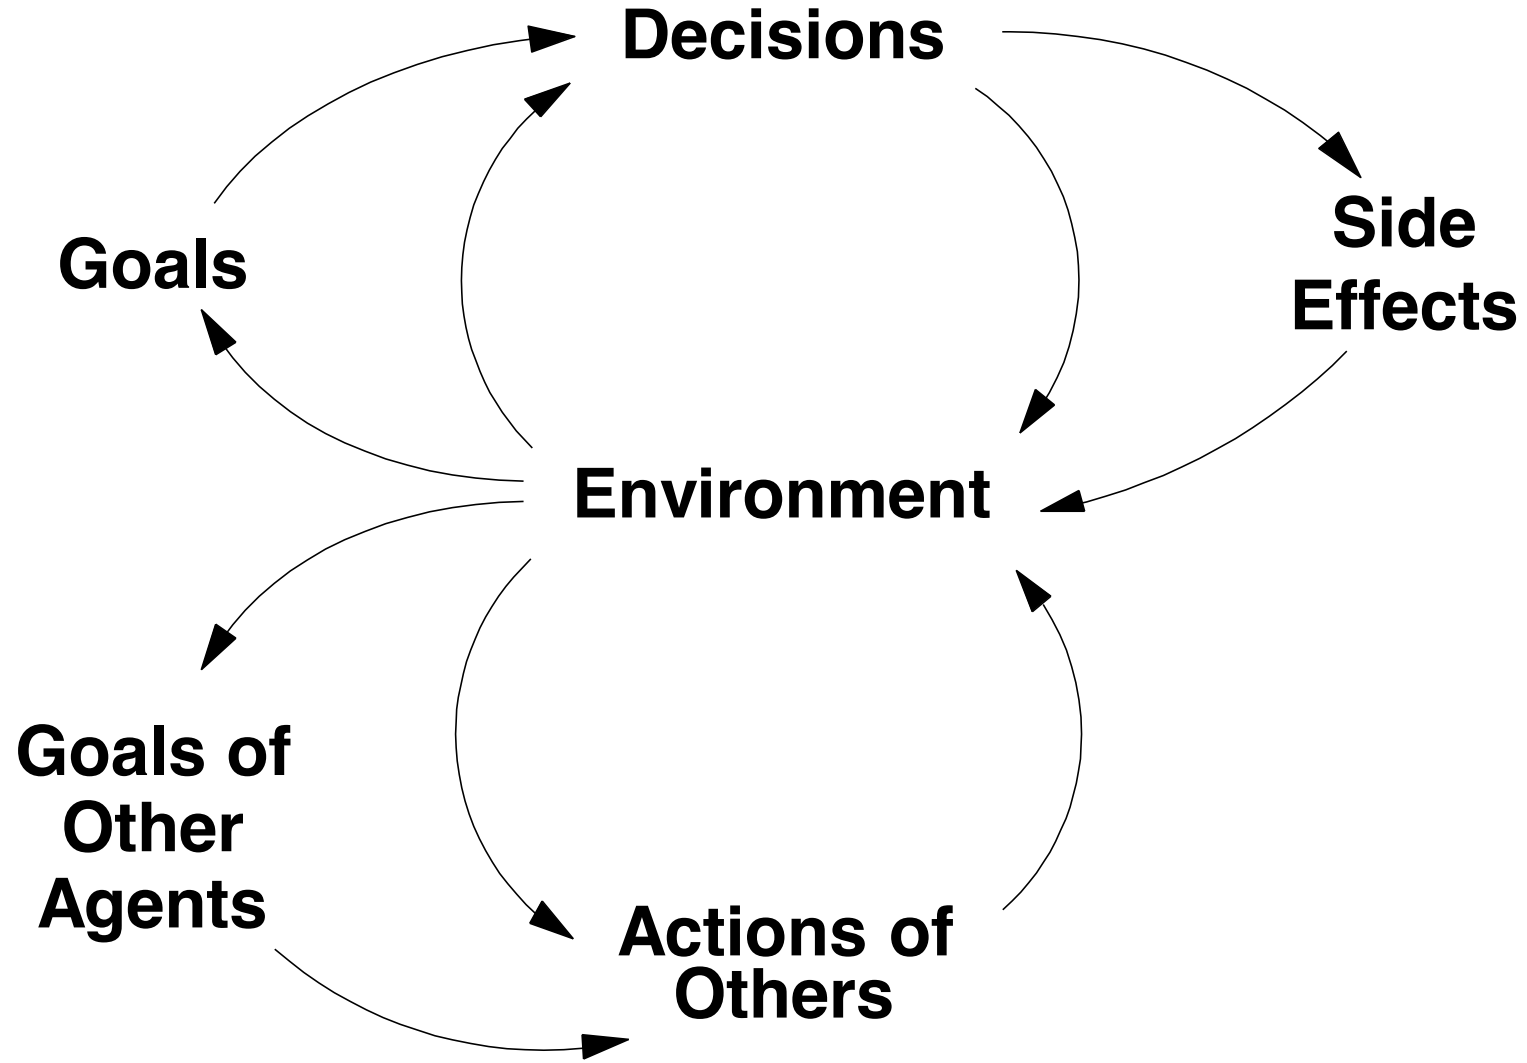 Decisions
Side
Effects
Goals
Environment
Goals of
Other
Agents
Actions of
Others